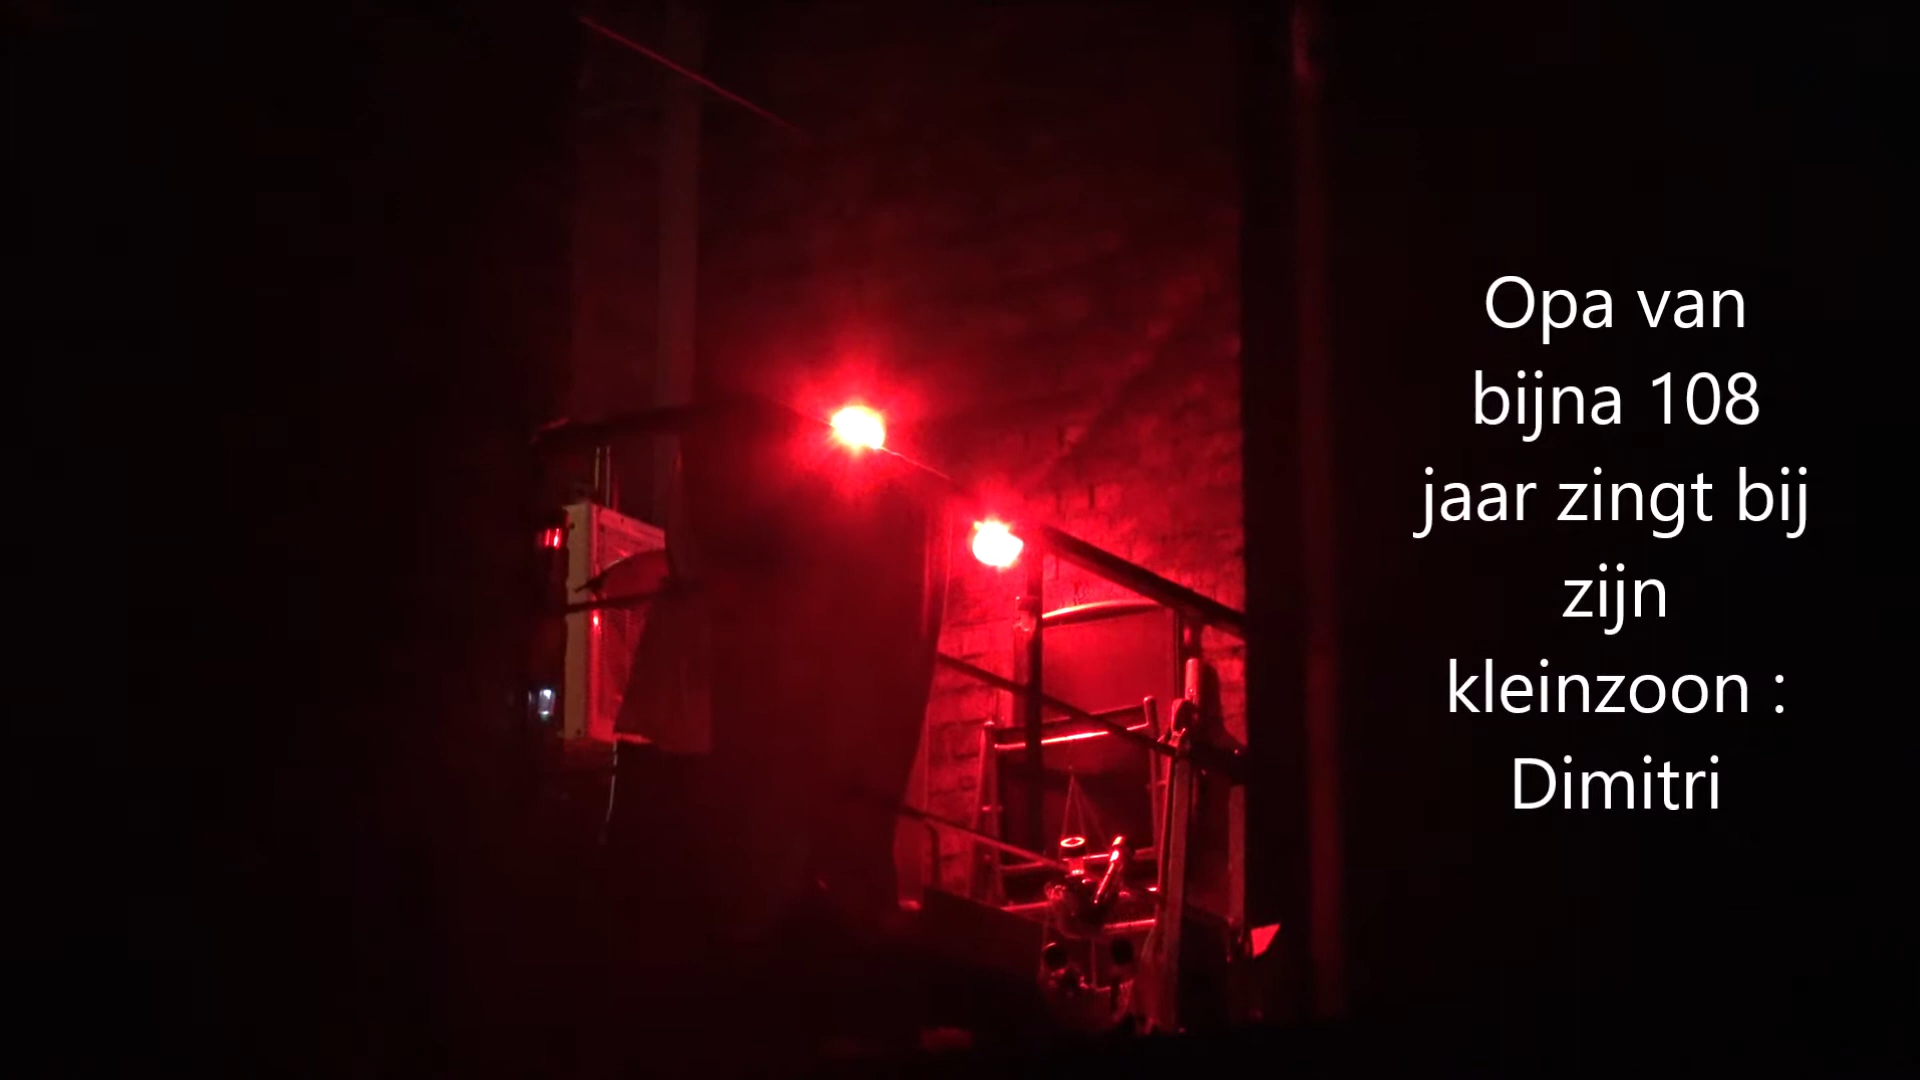 Opa van
bijna 108
jaar zingt bij
zijn
kleinzoon :
Dimitri